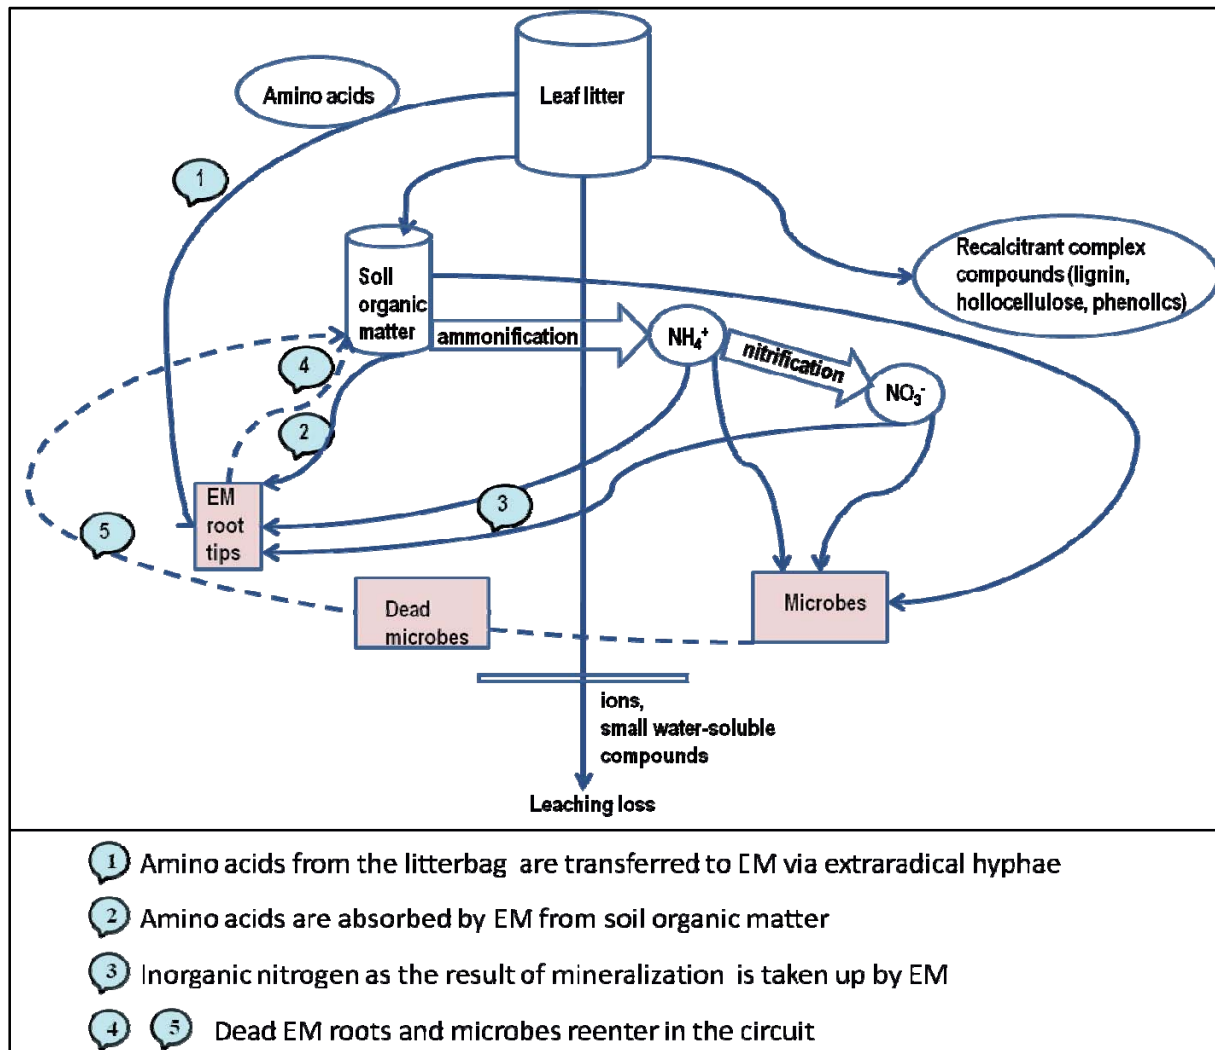 Amino acids
Leaf litter
1
Soil
organic
matter
Recalcitrant complex
compounds (lignin,
hollocellulose, phenolics)
ammonification
NH₄⁺
nitrification
NO₃⁻
4
2
EM
root
tips
3
5
Dead
microbes
Microbes
ions,
small water-soluble
compounds
Leaching loss
1 Amino acids from the litterbag are transferred to EM via extraradical hyphae
2 Amino acids are absorbed by EM from soil organic matter
3 Inorganic nitrogen as the result of mineralization is taken up by EM
4 5 Dead EM roots and microbes reenter in the circuit